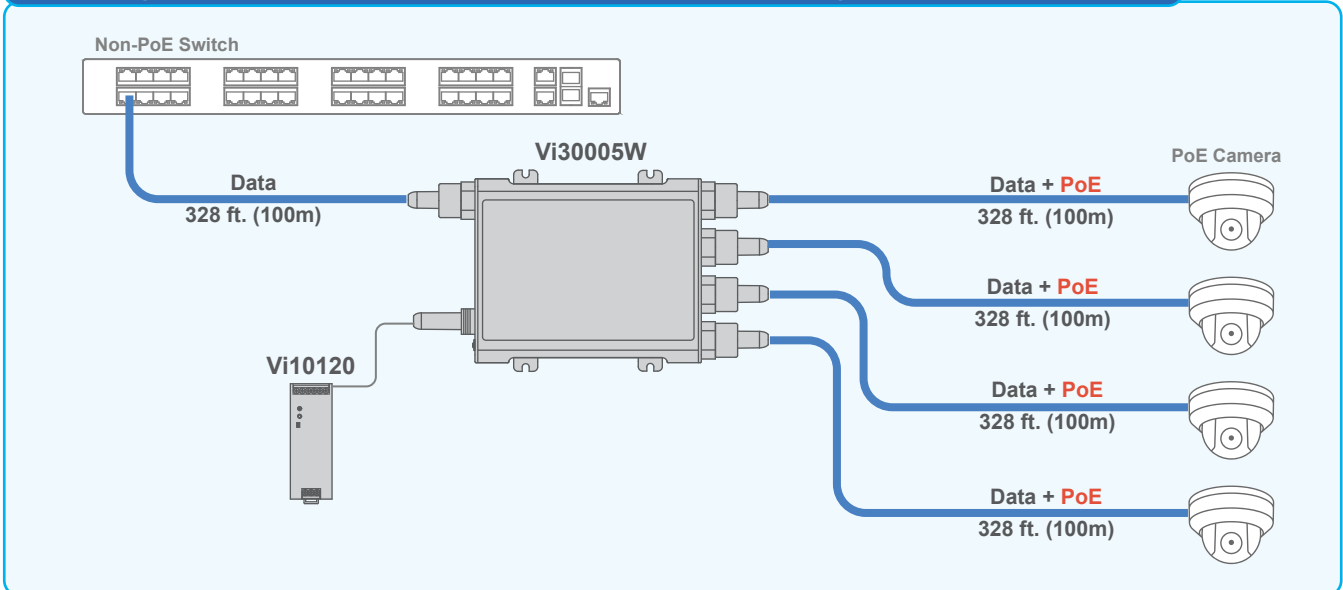 Non-PoE Switch
Vi30005W
PoE Camera
Data
328 ft. (100m)
Data + PoE
328 ft. (100m)
Data + PoE
328 ft. (100m)
Vi10120
Data + PoE
328 ft. (100m)
Data + PoE
328 ft. (100m)